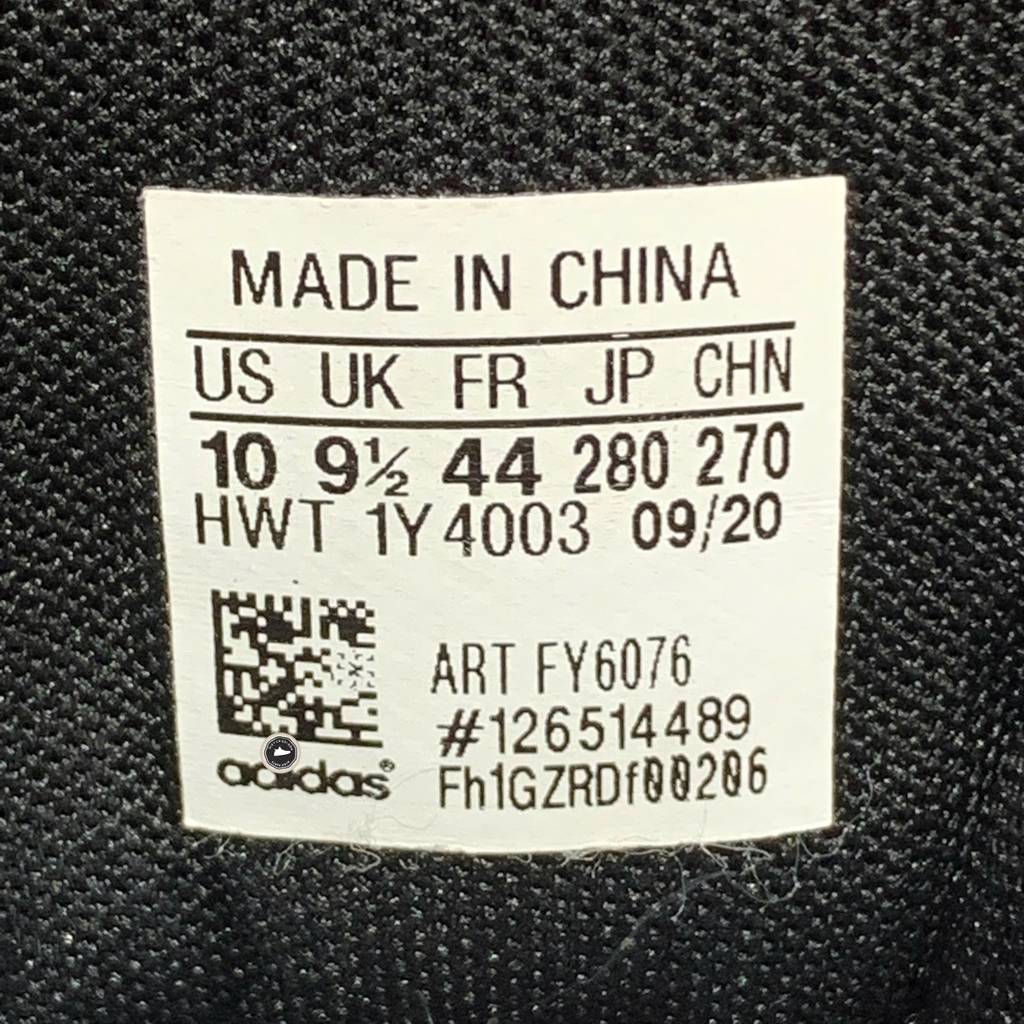 MADE IN CHINA
US UK FR JP CHN
10 9½ 44 280 270
HWT 1Y4003 09/20
ART FY6076
#126514489
Fh1GZRDf00206
adidas®